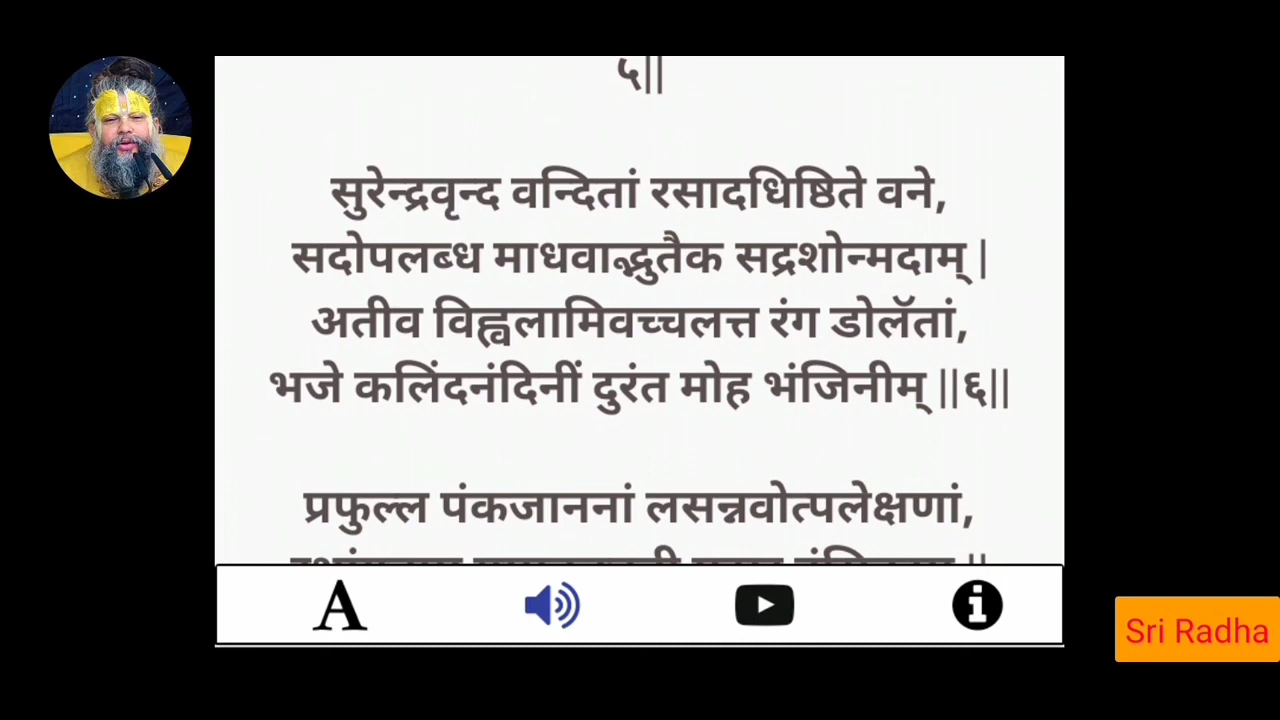 ५||
सुरेन्द्रवृन्द वन्दितां रसादधिष्ठिते वने,
सदोपलब्ध माधवाद्भुतैक सद्रशोन्मदाम् |
अतीव विह्वलामिवच्चलत्त रंग डोलॅतां,
भजे कलिंदनंदिनीं दुरंत मोह भंजिनीम् ||६||
प्रफुल्ल पंकजाननां लसन्नवोत्पलेक्षणां,
A
Sri Radha